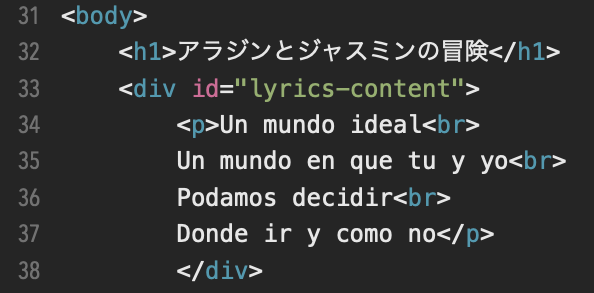 31 <body>
32 <h1>アラジンとジャスミンの冒険</h1>
33 <div id="lyrics-content">
34 <p>Un mundo ideal<br>
35 Un mundo en que tu y yo<br>
36 Podamos decidir<br>
37 Donde ir y como no</p>
38 </div>